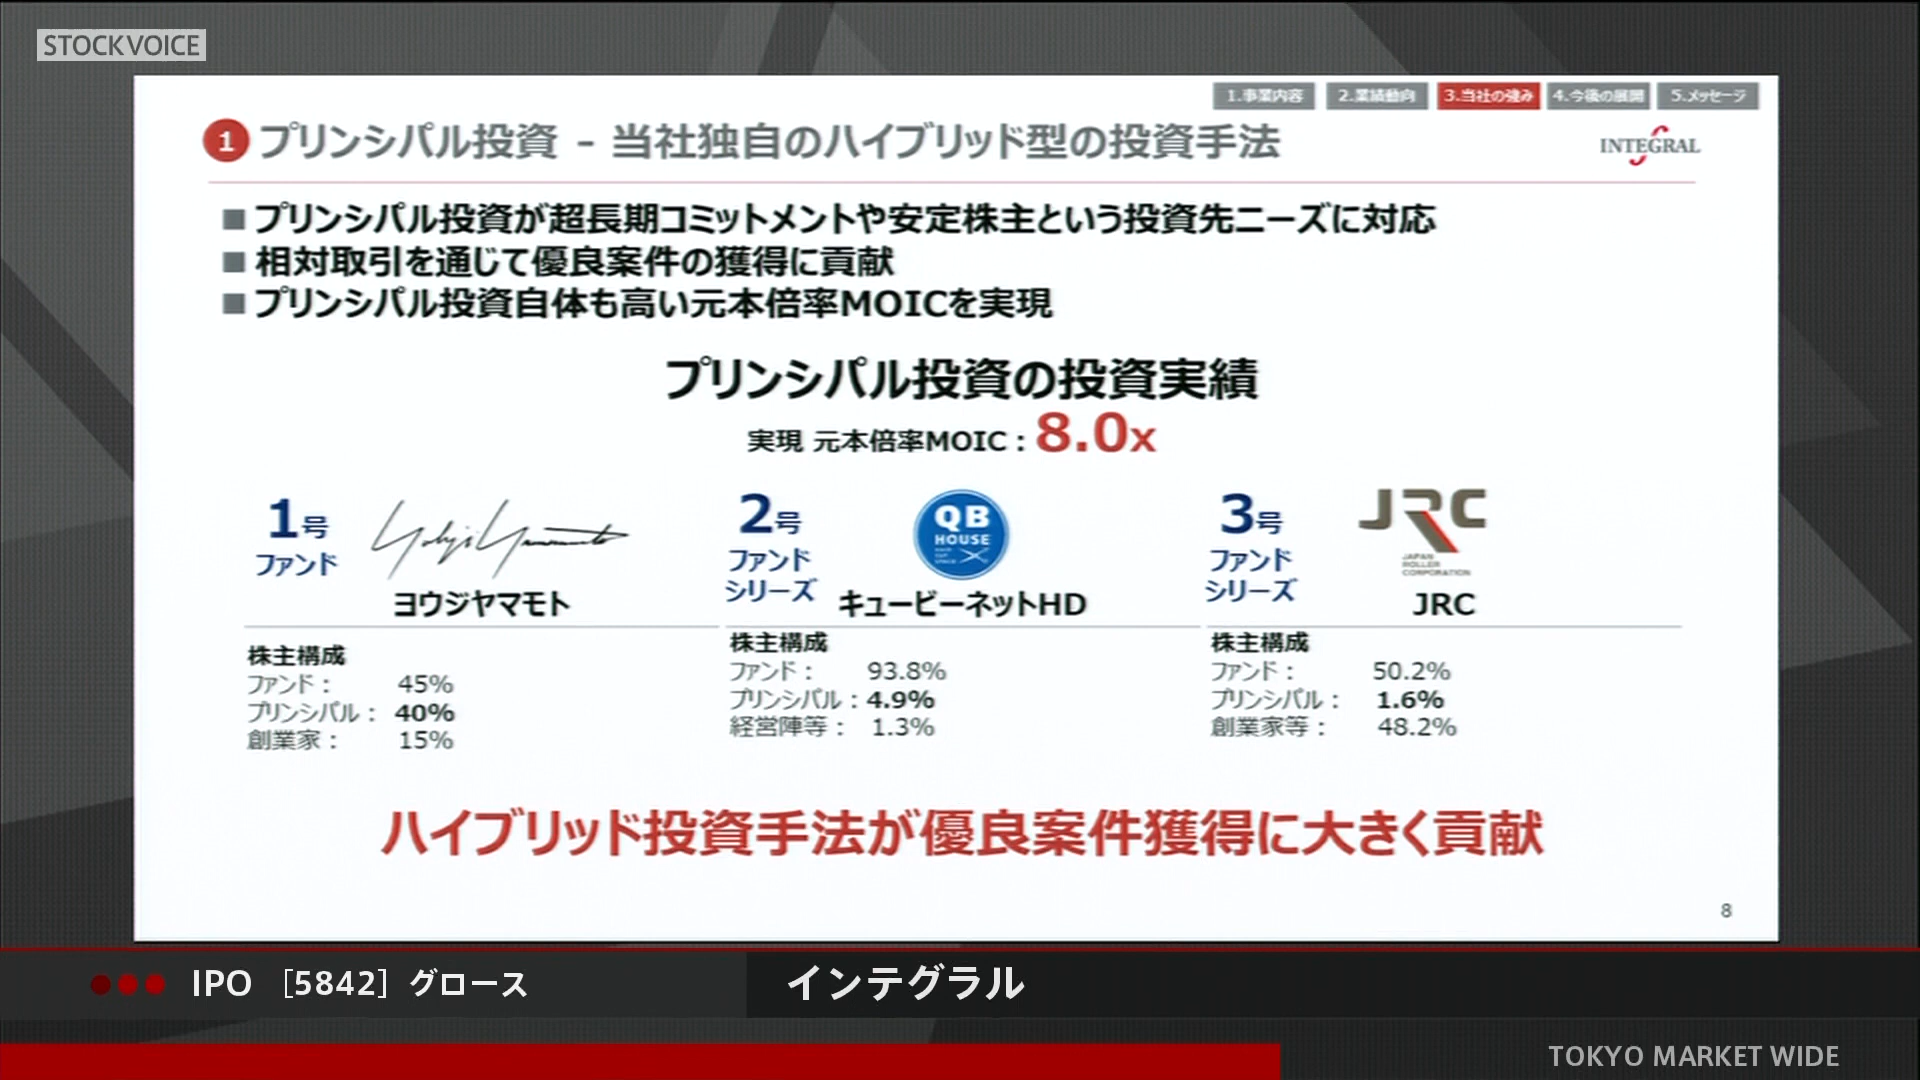 STOCKVOICE
1.事業内容 2.業績動向 3.当社の強み 4.今後の展開 5.メッセージ
1 プリンシパル投資 - 当社独自のハイブリッド型の投資手法
INTEGRAL
■プリンシパル投資が超長期コミットメントや安定株主という投資先ニーズに対応
■相対取引を通じて優良案件の獲得に貢献
■プリンシパル投資自体も高い元本倍率MOICを実現
プリンシパル投資の投資実績
実現 元本倍率MOIC：8.0x
1号
ファンド
Yohji Yamamoto
ヨウジヤマモト
株主構成
ファンド： 45%
プリンシパル： 40%
創業家： 15%
2号
ファンド
シリーズ
QB
HOUSE
キュービーネットHD
株主構成
ファンド： 93.8%
プリンシパル：4.9%
経営陣等： 1.3%
3号
ファンド
シリーズ
JRC
JAPAN
ROLLER
CORPORATION
JRC
株主構成
ファンド： 50.2%
プリンシパル： 1.6%
創業家等： 48.2%
ハイブリッド投資手法が優良案件獲得に大きく貢献
8
IPO ［5842］グロース
インテグラル
TOKYO MARKET WIDE